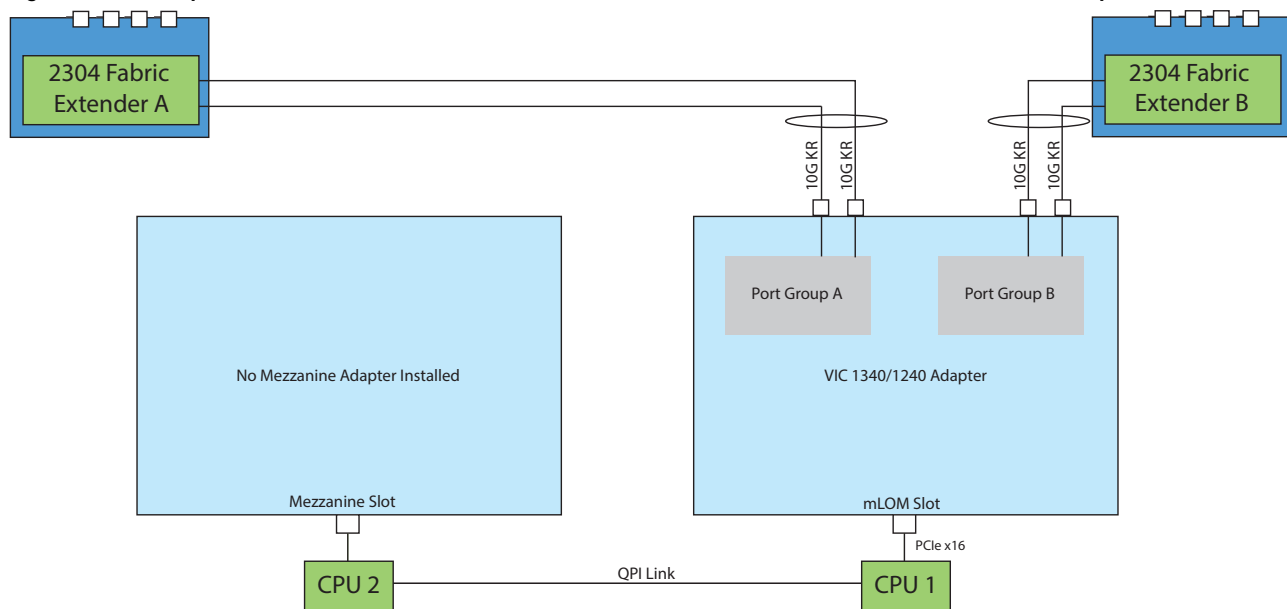 2304 Fabric
Extender A
2304 Fabric
Extender B
10G KR
10G KR
10G KR
10G KR
Port Group A
Port Group B
No Mezzanine Adapter Installed
VIC 1340/1240 Adapter
Mezzanine Slot
mLOM Slot
PCIe x16
QPI Link
CPU 2
CPU 1